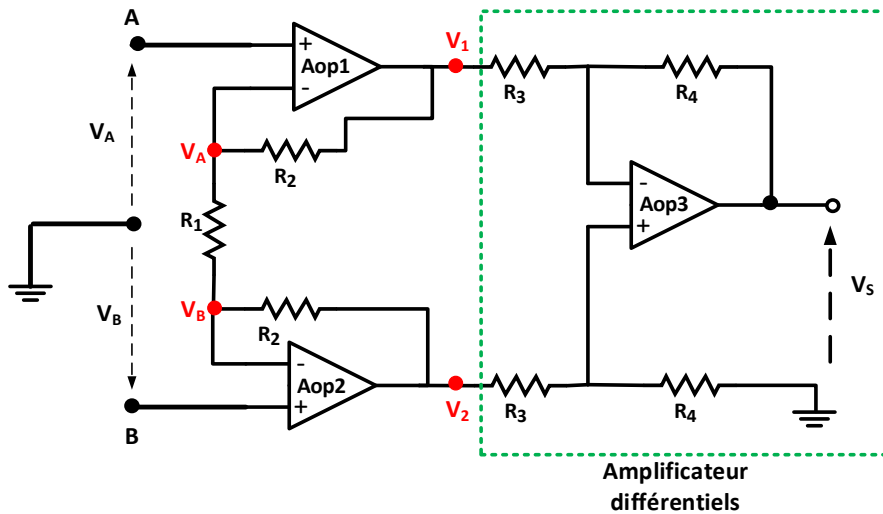 A
+
Aop1
-
V1
R3
R4
VA
VA
R2
-
Aop3
+
R1
VS
VB
VB
R2
-
Aop2
+
B
V2
R3
R4
Amplificateur
différentiels